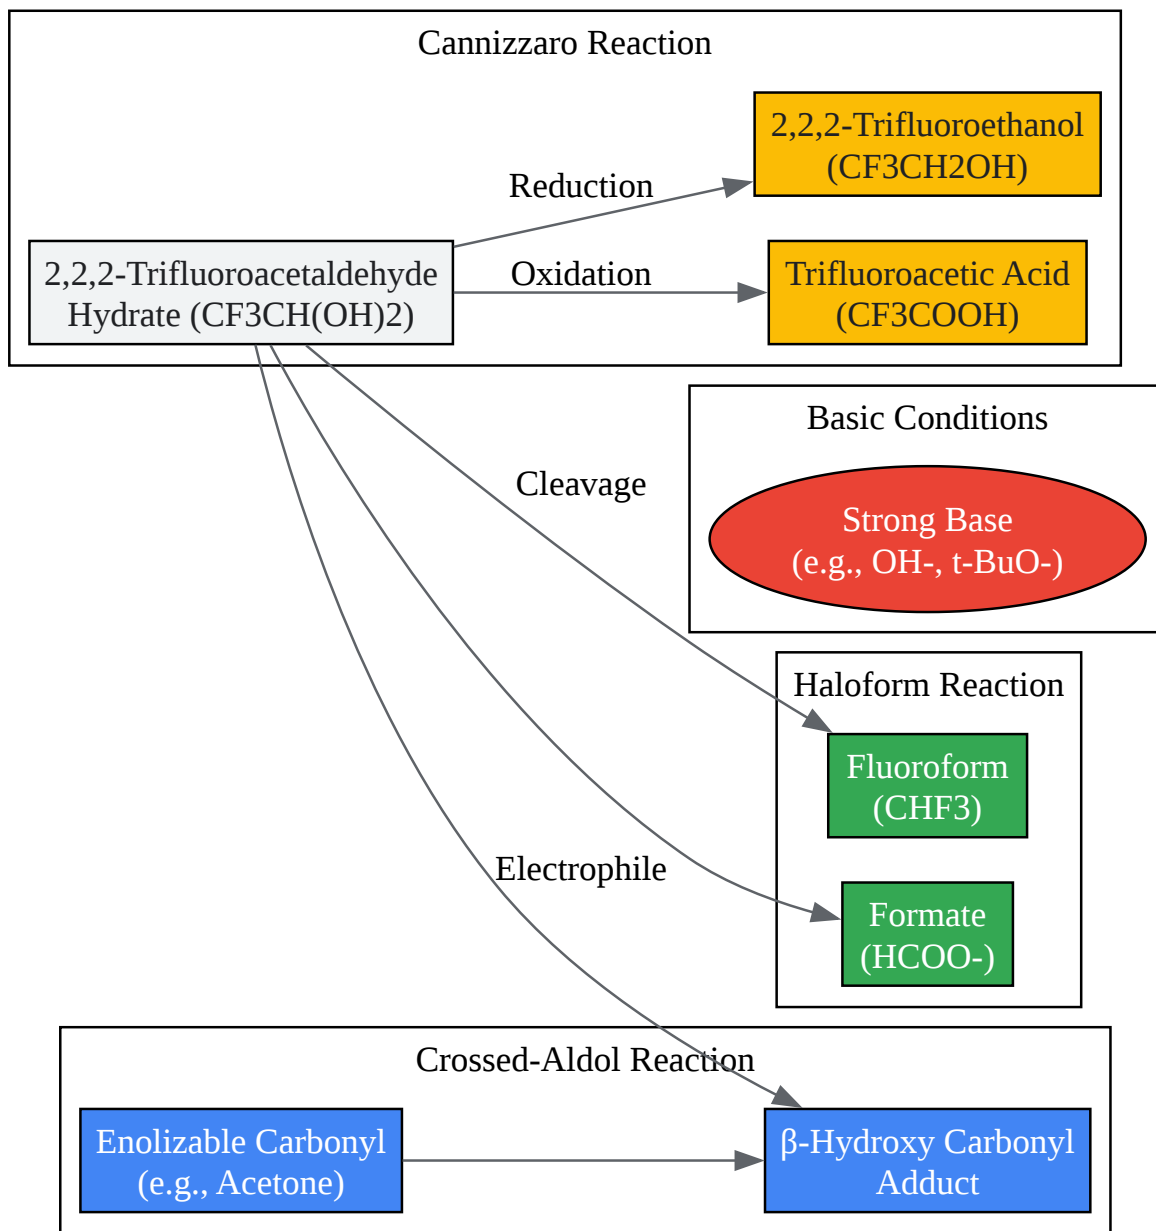 Cannizzaro Reaction
2,2,2-Trifluoroethanol
(CF3CH2OH)
Reduction
2,2,2-Trifluoroacetaldehyde
Hydrate (CF3CH(OH)2)
Oxidation
Trifluoroacetic Acid
(CF3COOH)
Basic Conditions
Cleavage
Strong Base
(e.g., OH-, t-BuO-)
Haloform Reaction
Fluoroform
(CHF3)
Electrophile
Formate
(HCOO-)
Crossed-Aldol Reaction
Enolizable Carbonyl
(e.g., Acetone)
β-Hydroxy Carbonyl
Adduct